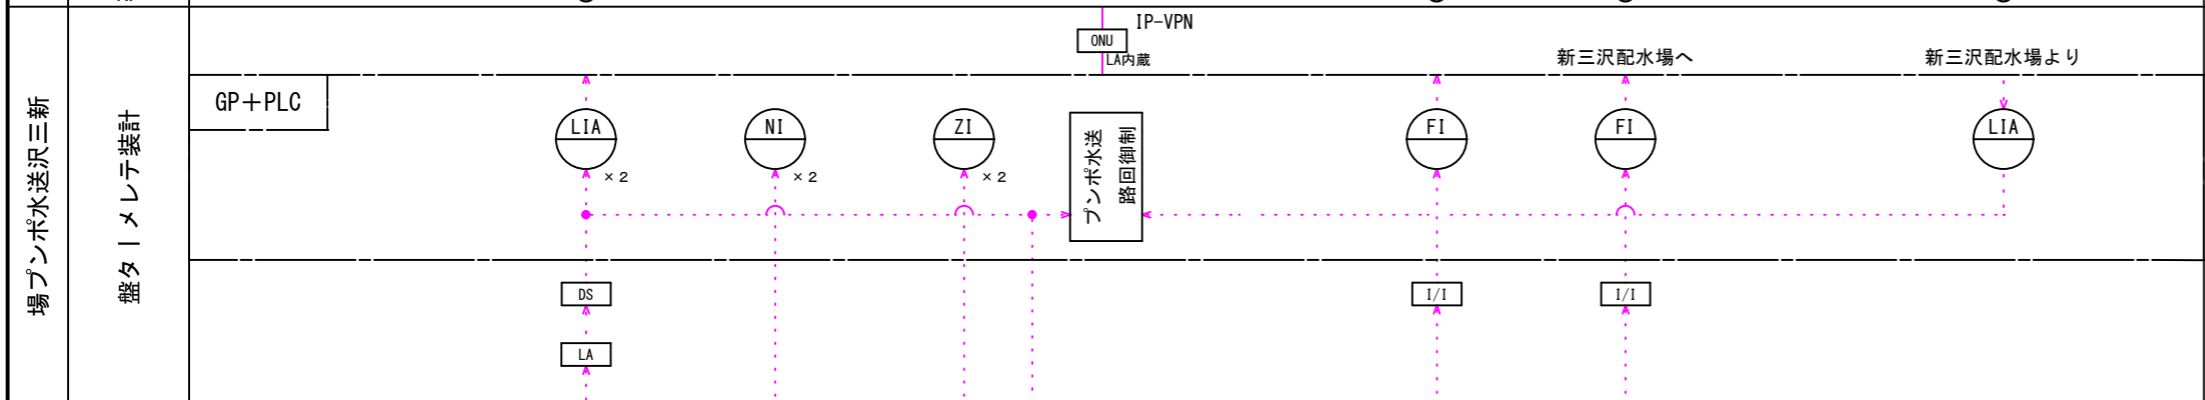 IP-VPN
ONU
LA内蔵
新三沢配水場へ
新三沢配水場より
新三沢送水ポンプ場
計装テレメータ盤
GP+PLC
LIA
×2
NI
×2
ZI
×2
送水ポンプ
制御回路
FI
FI
LIA
DS
I/I
I/I
LA